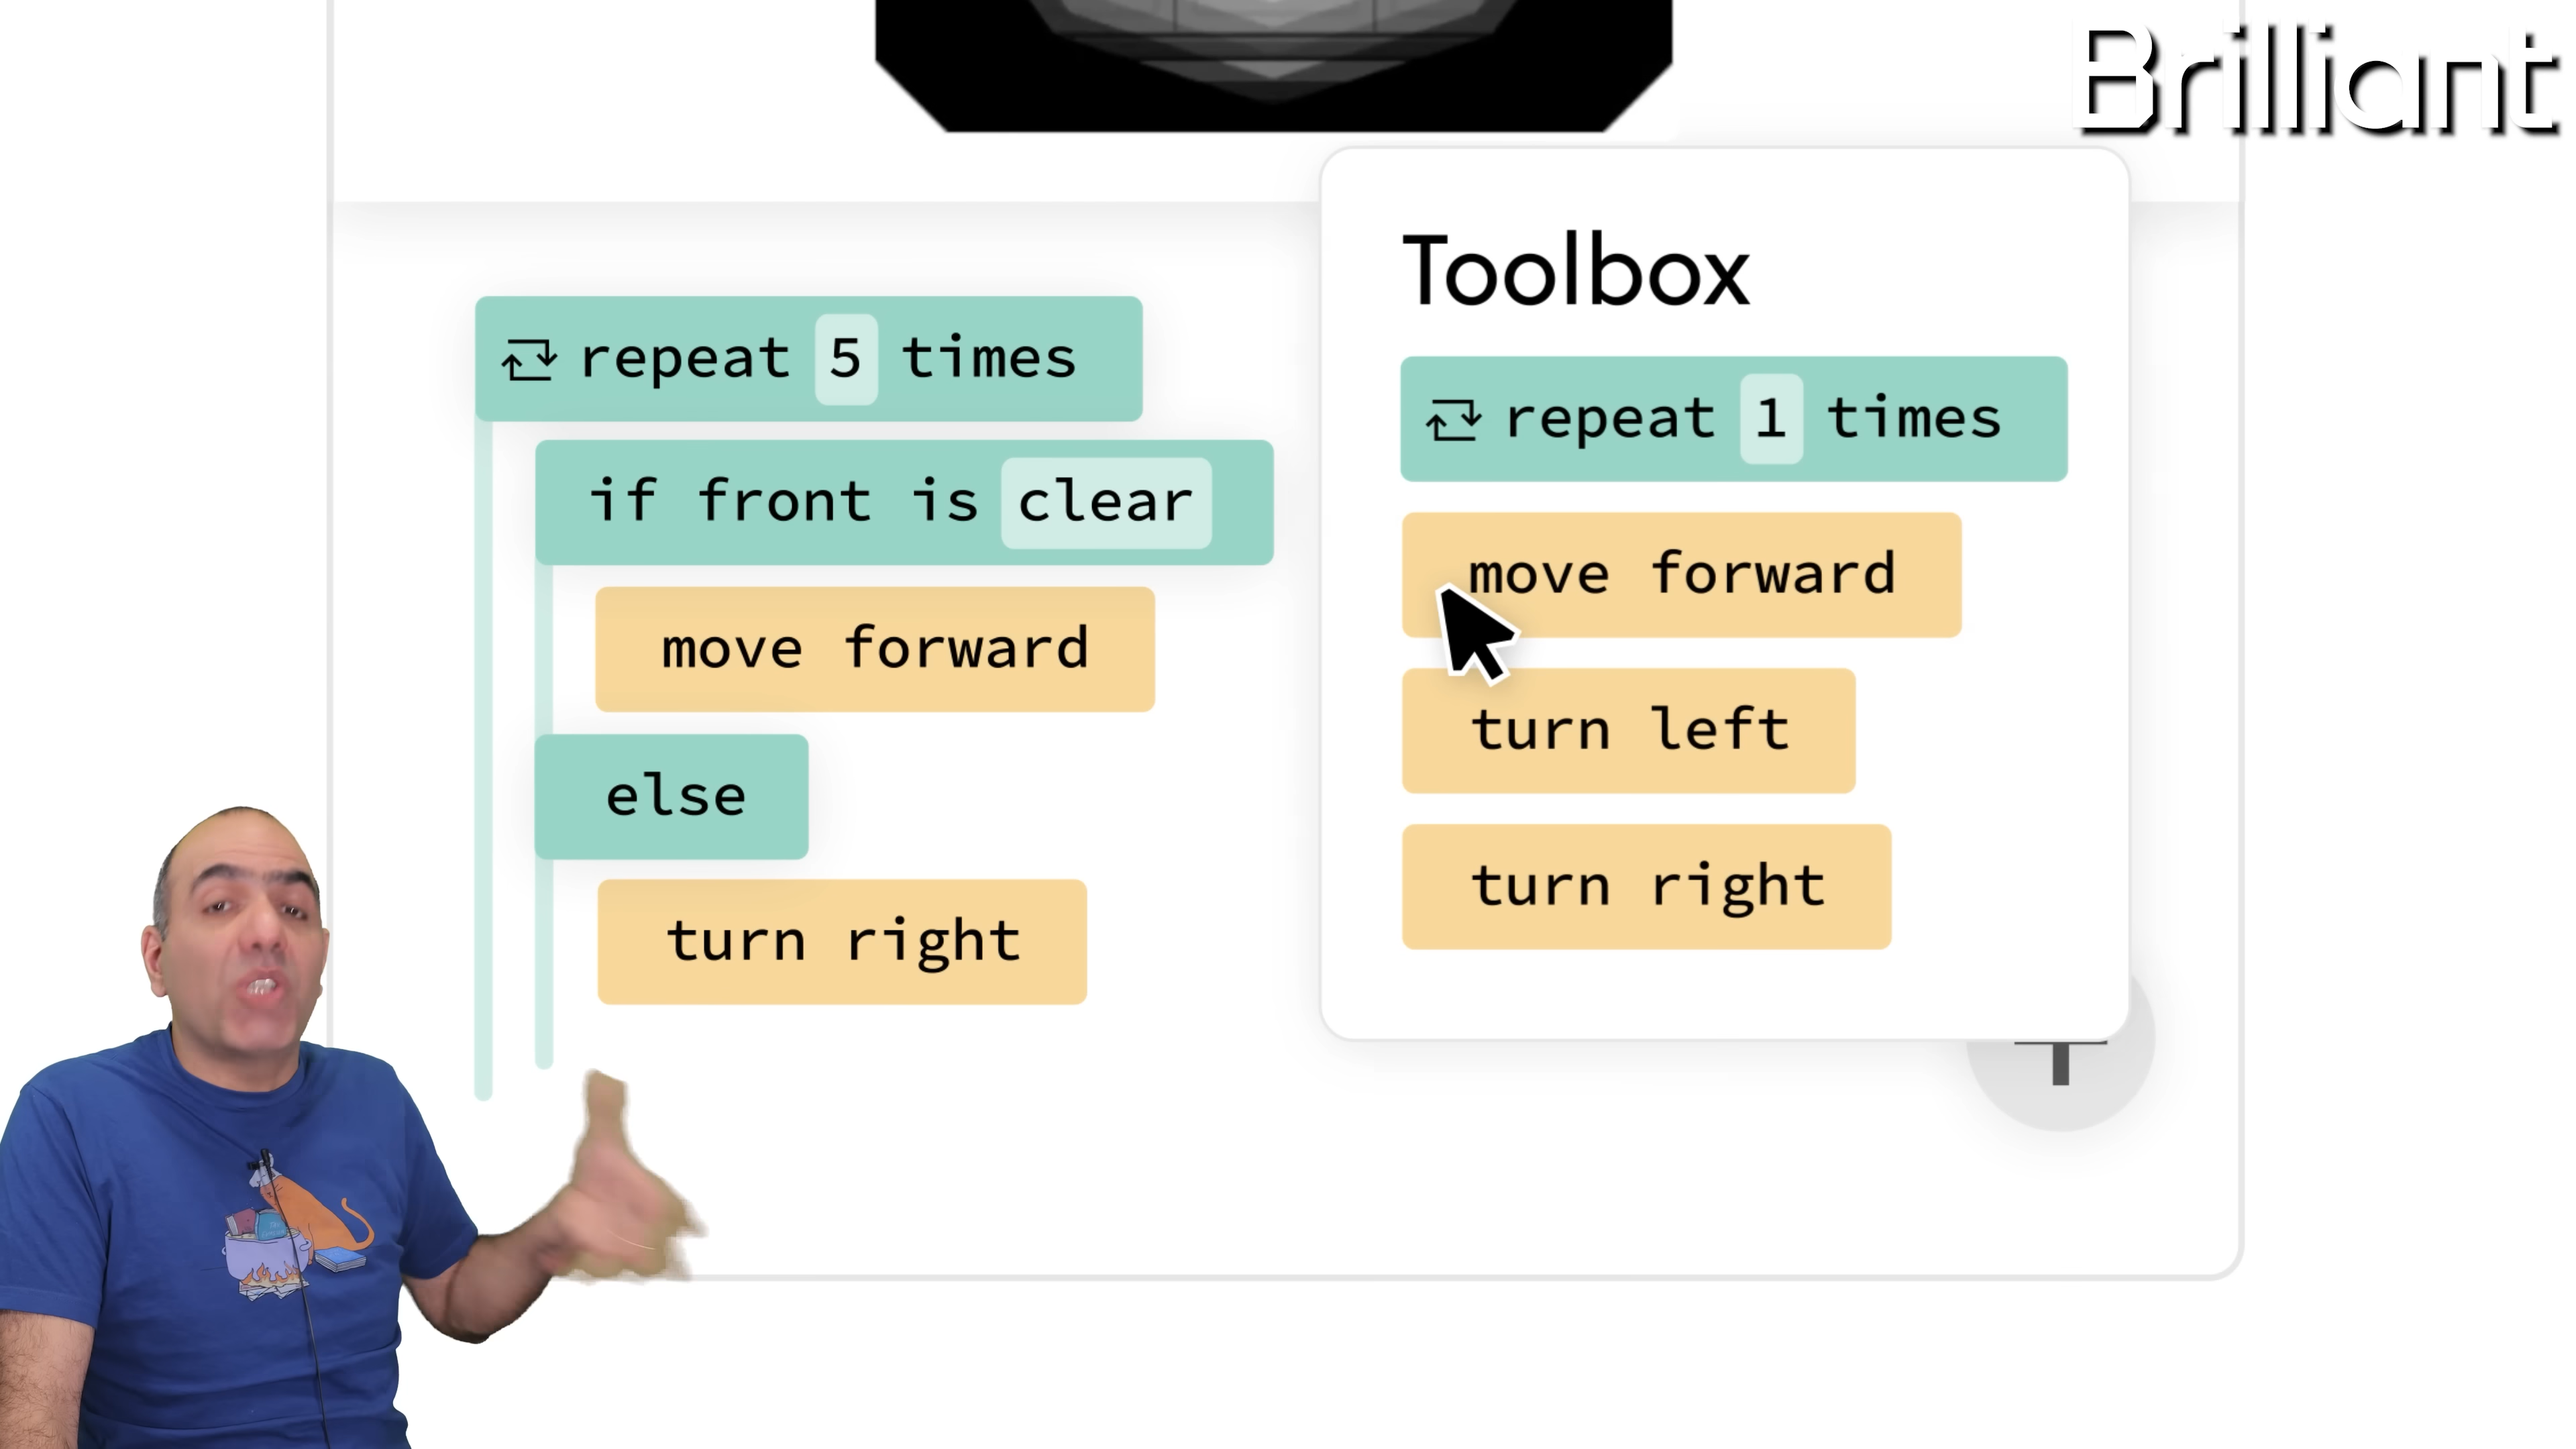 Brilliant
repeat 5 times
if front is clear
move forward
else
turn right
Toolbox
repeat 1 times
move forward
turn left
turn right